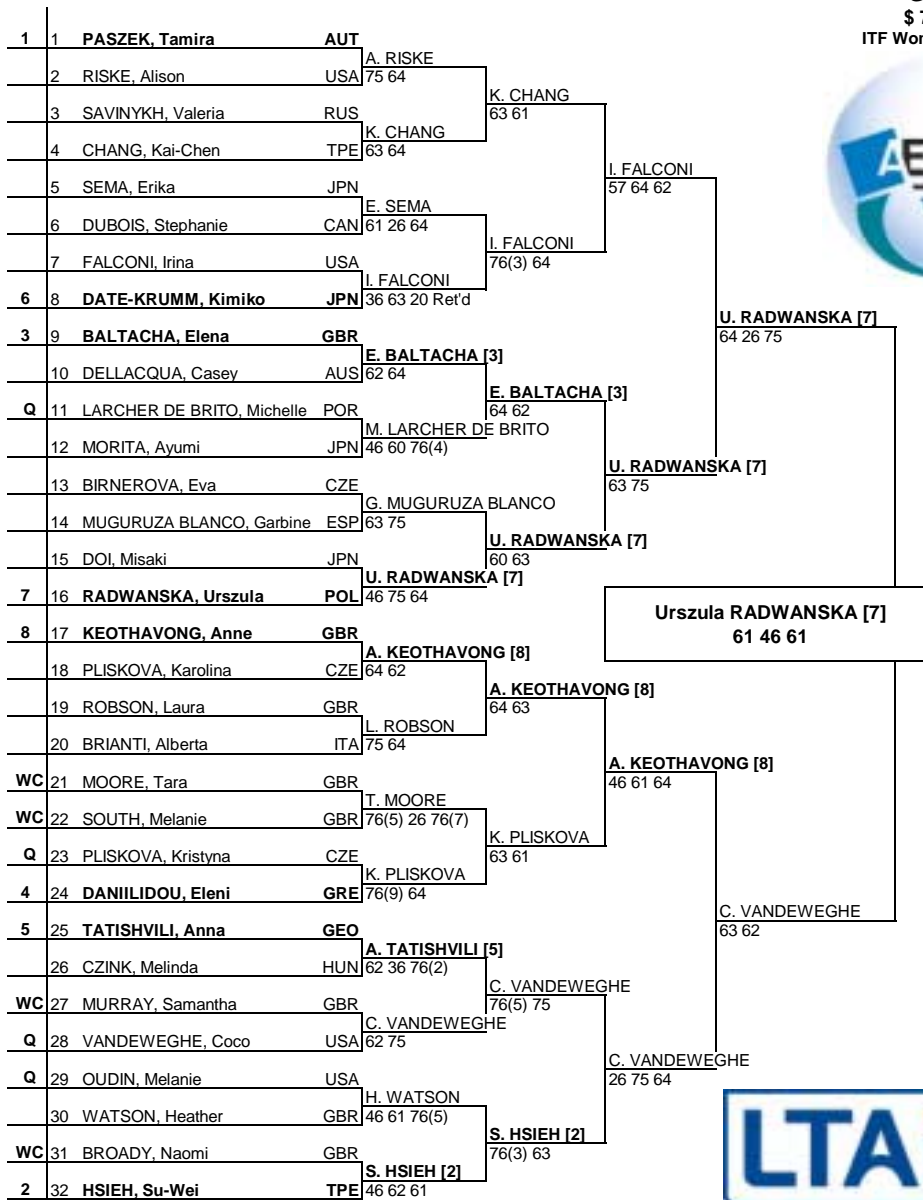 $ 7
ITF Wor
1 1 PASZEK, Tamira AUT
A. RISKE
2 RISKE, Alison USA 75 64
K. CHANG
3 SAVINYKH, Valeria RUS 63 61
K. CHANG
4 CHANG, Kai-Chen TPE 63 64
I. FALCONI
5 SEMA, Erika JPN 57 64 62
E. SEMA
6 DUBOIS, Stephanie CAN 61 26 64
I. FALCONI
7 FALCONI, Irina USA 76(3) 64
I. FALCONI
6 8 DATE-KRUMM, Kimiko JPN 36 63 20 Ret'd
U. RADWANSKA [7]
3 9 BALTACHA, Elena GBR 64 26 75
E. BALTACHA [3]
10 DELLACQUA, Casey AUS 62 64
E. BALTACHA [3]
Q 11 LARCHER DE BRITO, Michelle POR 64 62
M. LARCHER DE BRITO
12 MORITA, Ayumi JPN 46 60 76(4)
U. RADWANSKA [7]
13 BIRNEROVA, Eva CZE 63 75
G. MUGURUZA BLANCO
14 MUGURUZA BLANCO, Garbine ESP 63 75
U. RADWANSKA [7]
15 DOI, Misaki JPN 60 63
U. RADWANSKA [7]
7 16 RADWANSKA, Urszula POL 46 75 64
Urszula RADWANSKA [7]
61 46 61
8 17 KEOTHAVONG, Anne GBR
A. KEOTHAVONG [8]
18 PLISKOVA, Karolina CZE 64 62
A. KEOTHAVONG [8]
19 ROBSON, Laura GBR 64 63
L. ROBSON
20 BRIANTI, Alberta ITA 75 64
A. KEOTHAVONG [8]
WC 21 MOORE, Tara GBR 46 61 64
T. MOORE
WC 22 SOUTH, Melanie GBR 76(5) 26 76(7)
K. PLISKOVA
Q 23 PLISKOVA, Kristyna CZE 63 61
K. PLISKOVA
4 24 DANIILIDOU, Eleni GRE 76(9) 64
C. VANDEWEGHE
5 25 TATISHVILI, Anna GEO 63 62
A. TATISHVILI [5]
26 CZINK, Melinda HUN 62 36 76(2)
C. VANDEWEGHE
WC 27 MURRAY, Samantha GBR 76(5) 75
C. VANDEWEGHE
Q 28 VANDEWEGHE, Coco USA 62 75
C. VANDEWEGHE
Q 29 OUDIN, Melanie USA 26 75 64
H. WATSON
30 WATSON, Heather GBR 46 61 76(5)
S. HSIEH [2]
WC 31 BROADY, Naomi GBR 76(3) 63
S. HSIEH [2]
2 32 HSIEH, Su-Wei TPE 46 62 61
LTA